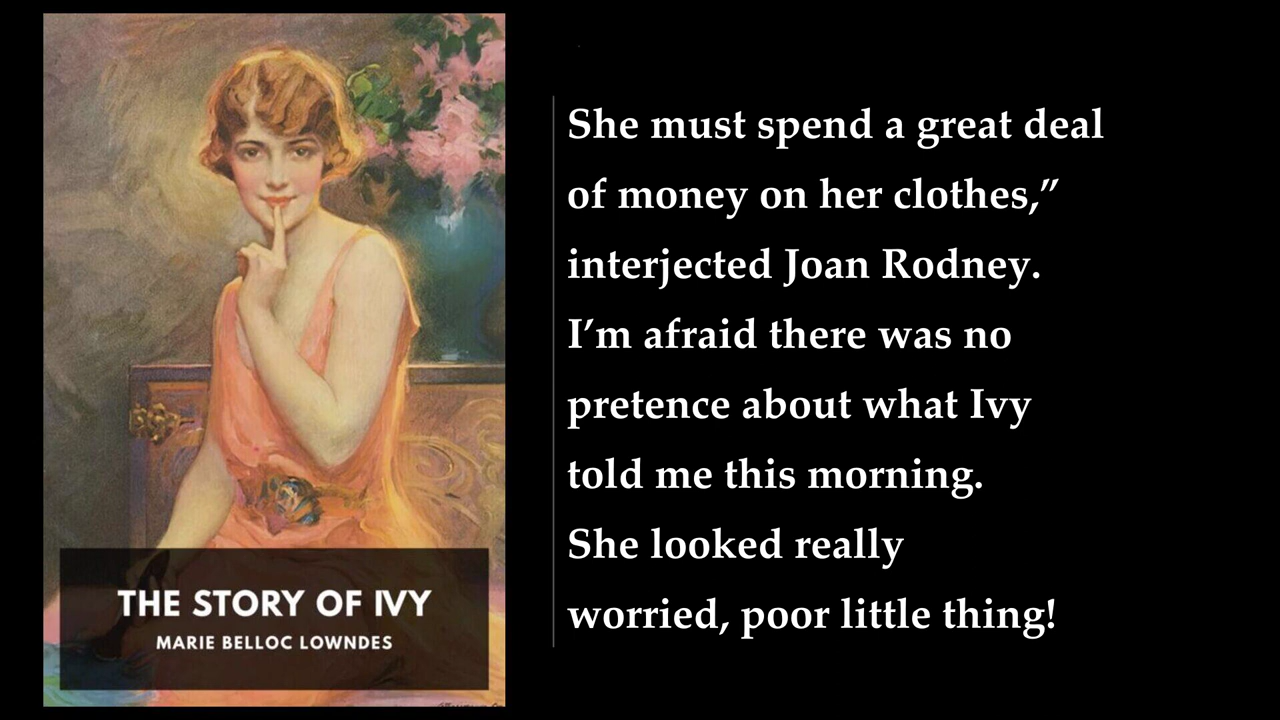 She must spend a great deal
of money on her clothes,”
interjected Joan Rodney.
I’m afraid there was no
pretence about what Ivy
told me this morning.
She looked really
worried, poor little thing!
THE STORY OF IVY
MARIE BELLOC LOWNDES